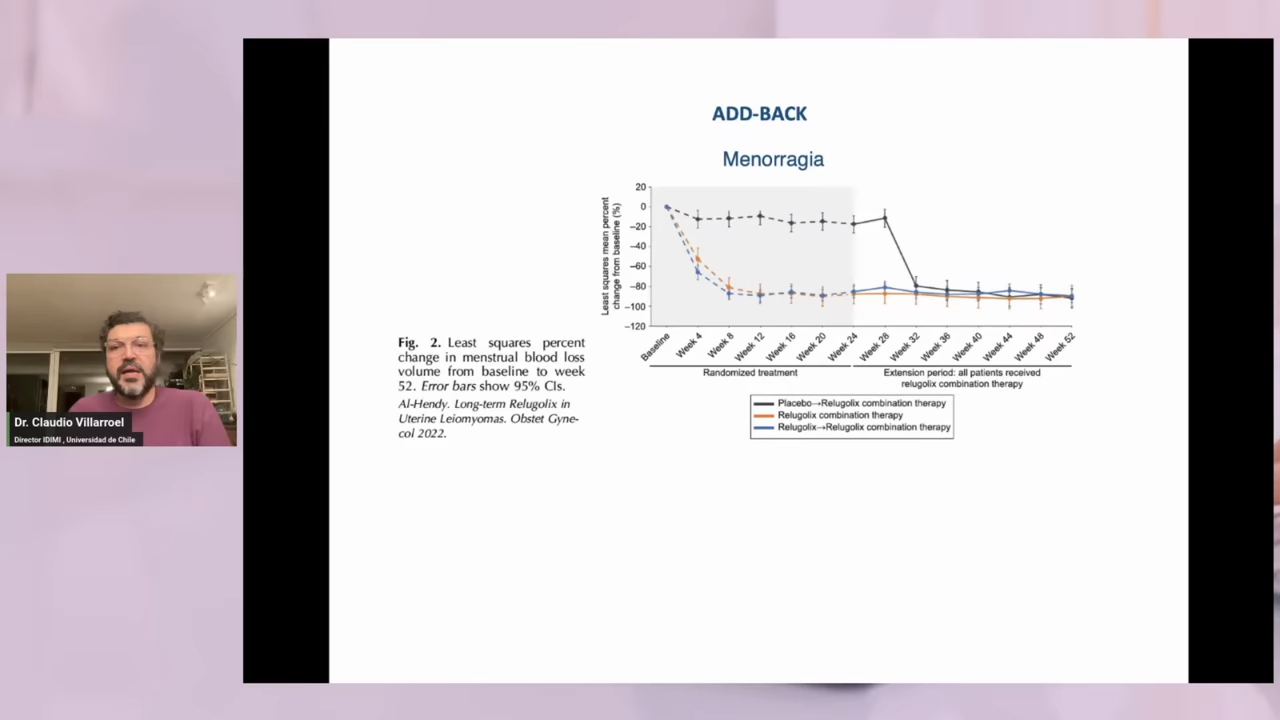 ADD-BACK
Menorragia
Least squares mean percent
change from baseline (%)
20
0
−20
−40
−60
−80
−100
−120
Baseline
Week 4
Week 8
Week 12
Week 16
Week 20
Week 24
Week 28
Week 32
Week 36
Week 40
Week 44
Week 48
Week 52
Randomized treatment
Extension period: all patients received
relugolix combination therapy
Placebo→Relugolix combination therapy
Relugolix combination therapy
Relugolix→Relugolix combination therapy
Fig. 2. Least squares percent
change in menstrual blood loss
volume from baseline to week
52. Error bars show 95% CIs.
Al-Hendy. Long-term Relugolix in
Uterine Leiomyomas. Obstet Gyne-
col 2022.
Dr. Claudio Villarroel
Director IDIMI , Universidad de Chile